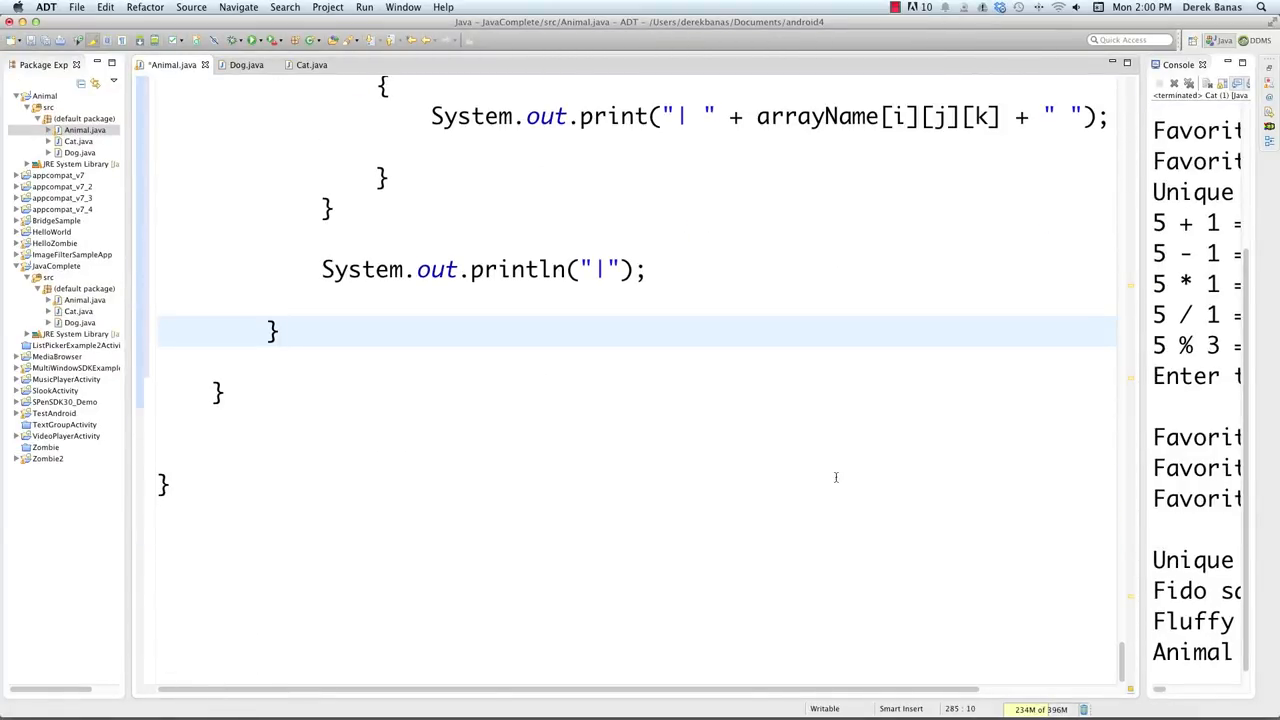 ADT File Edit Refactor Source Navigate Search Project Run Window Help 10 Mon 2:00 PM Derek Banas
Java – JavaComplete/src/Animal.java – ADT – /Users/derekbanas/Documents/android4
Quick Access Java DDMS
Package Exp *Animal.java Dog.java Cat.java Console
<terminated> Cat (1) [Java
Animal
src
(default package)
Animal.java
Cat.java
Dog.java
JRE System Library [Ja
appcompat_v7
appcompat_v7_2
appcompat_v7_3
appcompat_v7_4
BridgeSample
HelloWorld
HelloZombie
ImageFilterSampleApp
JavaComplete
src
(default package)
Animal.java
Cat.java
Dog.java
JRE System Library [Ja
ListPickerExample2Activi
MediaBrowser
MultiWindowSDKExample
MusicPlayerActivity
SlookActivity
SPenSDK30_Demo
TestAndroid
TextGroupActivity
VideoPlayerActivity
Zombie
Zombie2
{
System.out.print("| " + arrayName[i][j][k] + " ");
}
}
System.out.println("|");
}
}
}
Favorit
Favorit
Unique
5 + 1 =
5 - 1 =
5 * 1 =
5 / 1 =
5 % 3 =
Enter t
Favorit
Favorit
Favorit
Unique
Fido sa
Fluffy
Animal
Writable Smart Insert 285 : 10 234M of 396M